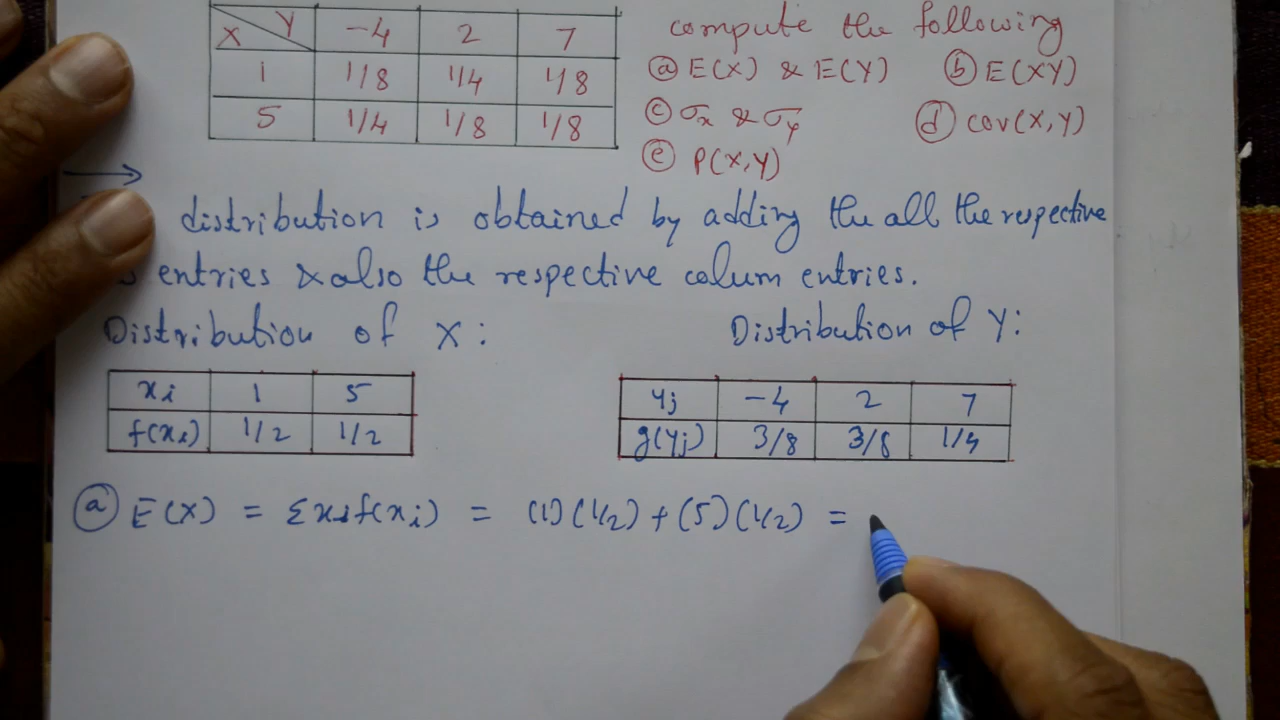 X Y -4 2 7
1 1/8 1/4 1/8
5 1/4 1/8 1/8
compute the following
ⓐ E(X) & E(Y) ⓑ E(XY)
ⓒ σx & σy ⓓ cov(X,Y)
ⓔ P(X,Y)
distribution is obtained by adding the all the respective
entries & also the respective colum entries.
Distribution of X:
xi 1 5
f(xi) 1/2 1/2
Distribution of Y:
yj -4 2 7
g(yj) 3/8 3/8 1/4
ⓐ E(X) = Σxif(xi) = (1)(1/2)+(5)(1/2) =